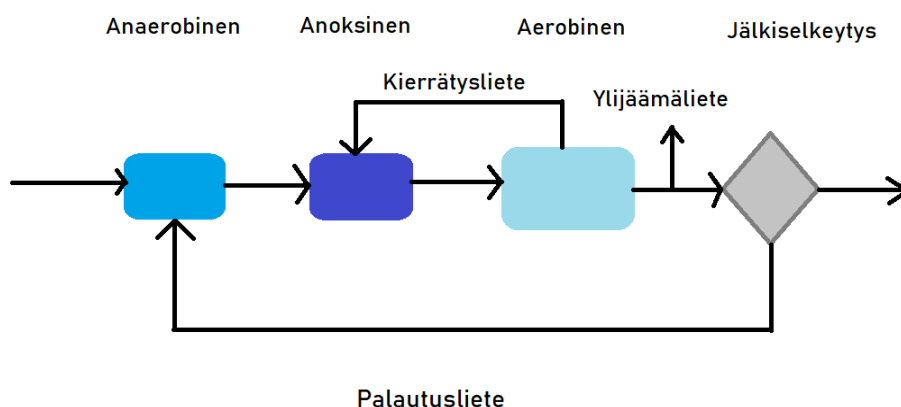 Anaerobinen
Anoksinen
Aerobinen
Jälkiselkeytys
Kierrätysliete
Ylijäämäliete
Palautusliete